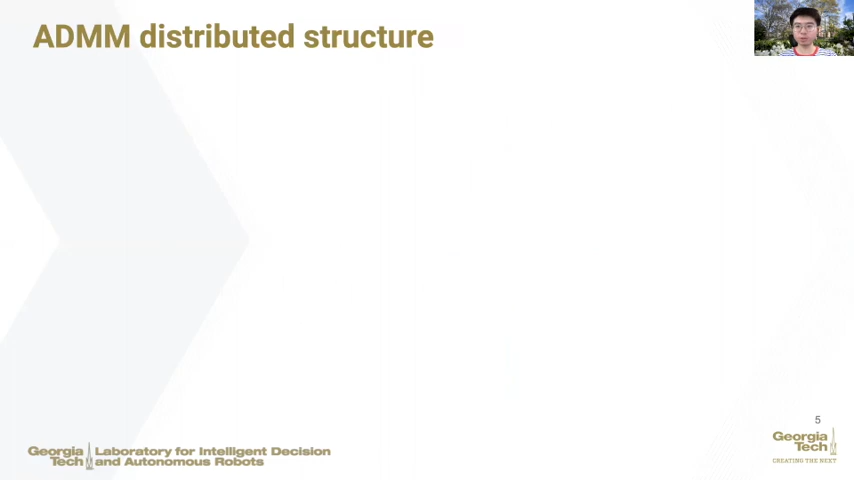 ADMM distributed structure
5
Georgia Tech
Laboratory for Intelligent Decision
and Autonomous Robots
Georgia Tech
CREATING THE NEXT